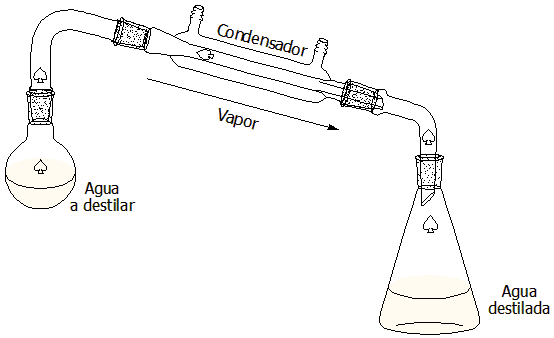 Condensador
Vapor
Agua
a destilar
Agua
destilada